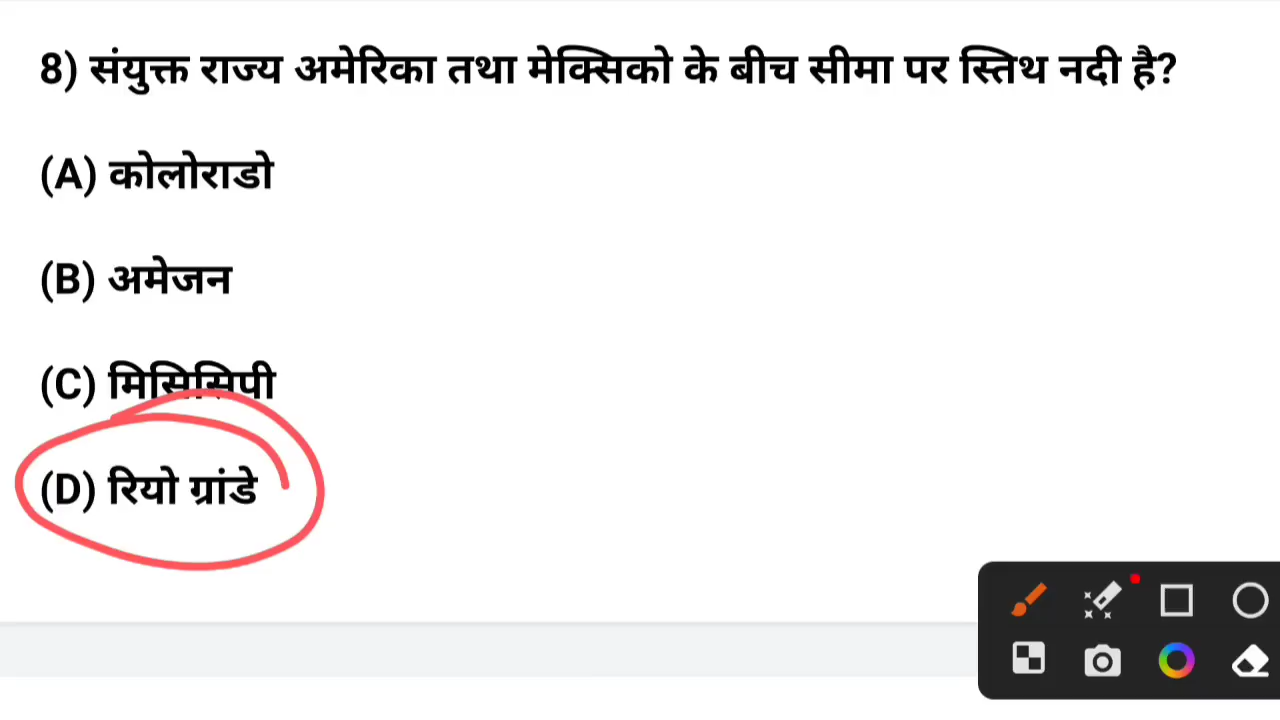 8) संयुक्त राज्य अमेरिका तथा मेक्सिको के बीच सीमा पर स्तिथ नदी है?
(A) कोलोराडो
(B) अमेजन
(C) मिसिसिपी
(D) रियो ग्रांडे